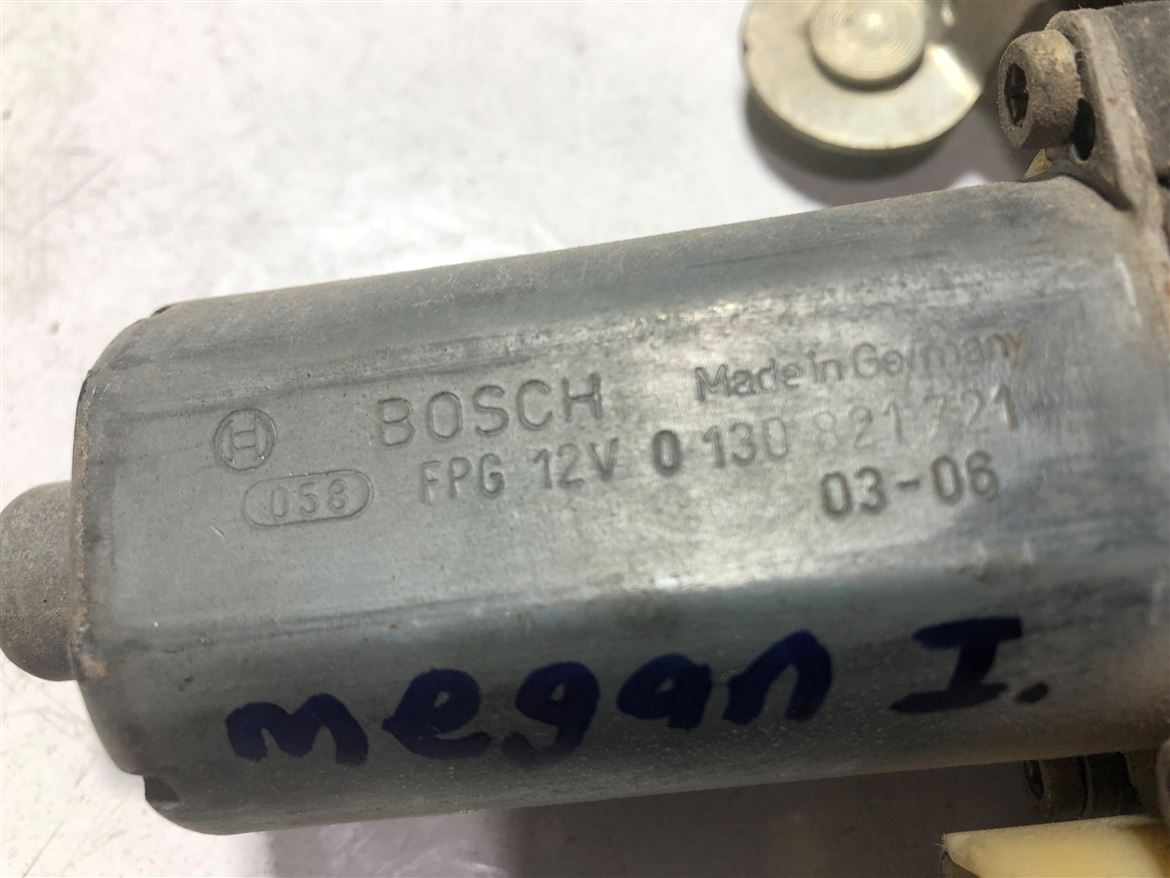 BOSCH Made in Germany
058 FPG 12V 0 130 821 721
03-06
megan I.